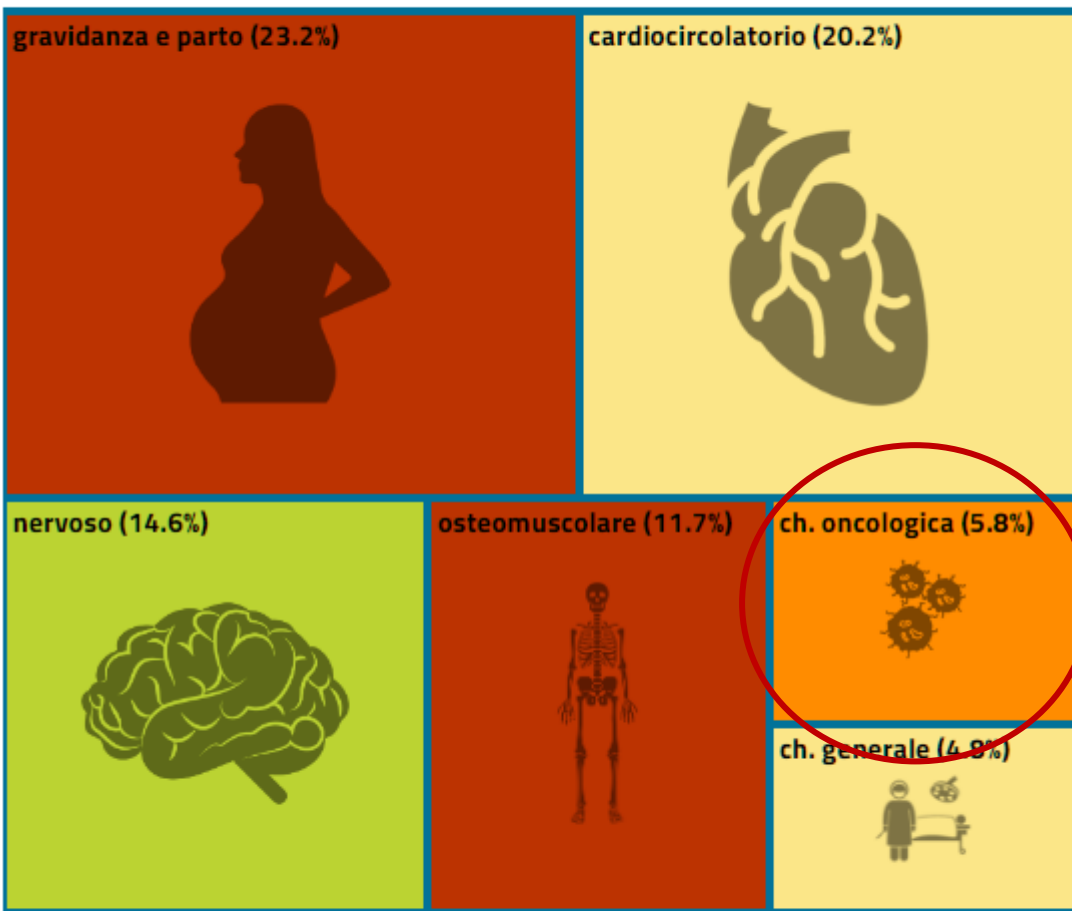 gravidanza e parto (23.2%)
cardiocircolatorio (20.2%)
nervoso (14.6%)
osteomuscolare (11.7%)
ch. oncologica (5.8%)
ch. generale (4.8%)